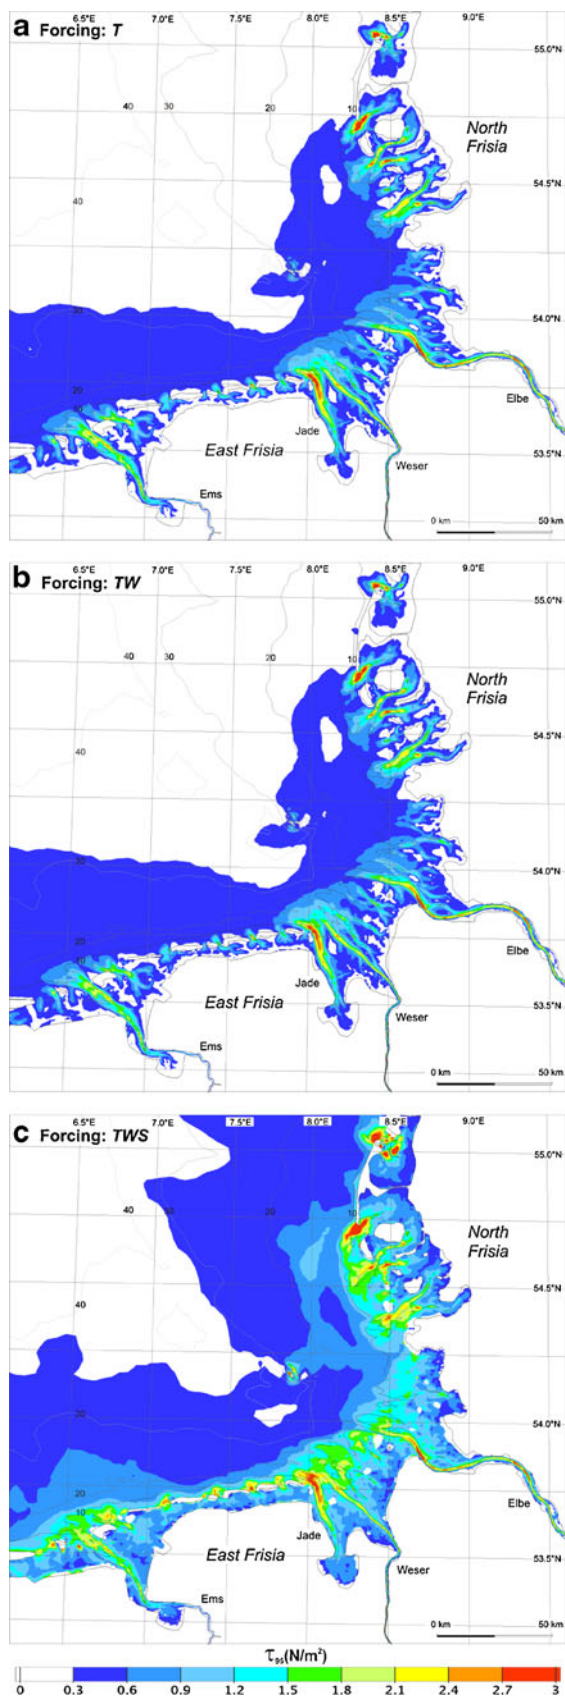 a Forcing: T
6.5°E 7.0°E 7.5°E 8.0°E 8.5°E 9.0°E
55.0°N
40 30 20 10
North
Frisia
54.5°N
40
30
54.0°N
20
10
Elbe
Jade
East Frisia
Weser
53.5°N
Ems
0 km 50 km
b Forcing: TW
6.5°E 7.0°E 7.5°E 8.0°E 8.5°E 9.0°E
55.0°N
40 30 20 10
North
Frisia
54.5°N
40
30
54.0°N
20
10
Elbe
Jade
East Frisia
Weser
53.5°N
Ems
0 km 50 km
c Forcing: TWS
6.5°E 7.0°E 7.5°E 8.0°E 8.5°E 9.0°E
55.0°N
40 30 20 10
North
Frisia
54.5°N
40
30
54.0°N
20
10
Elbe
Jade
East Frisia
Weser
53.5°N
Ems
0 km 50 km
τ95(N/m²)
0 0.3 0.6 0.9 1.2 1.5 1.8 2.1 2.4 2.7 3